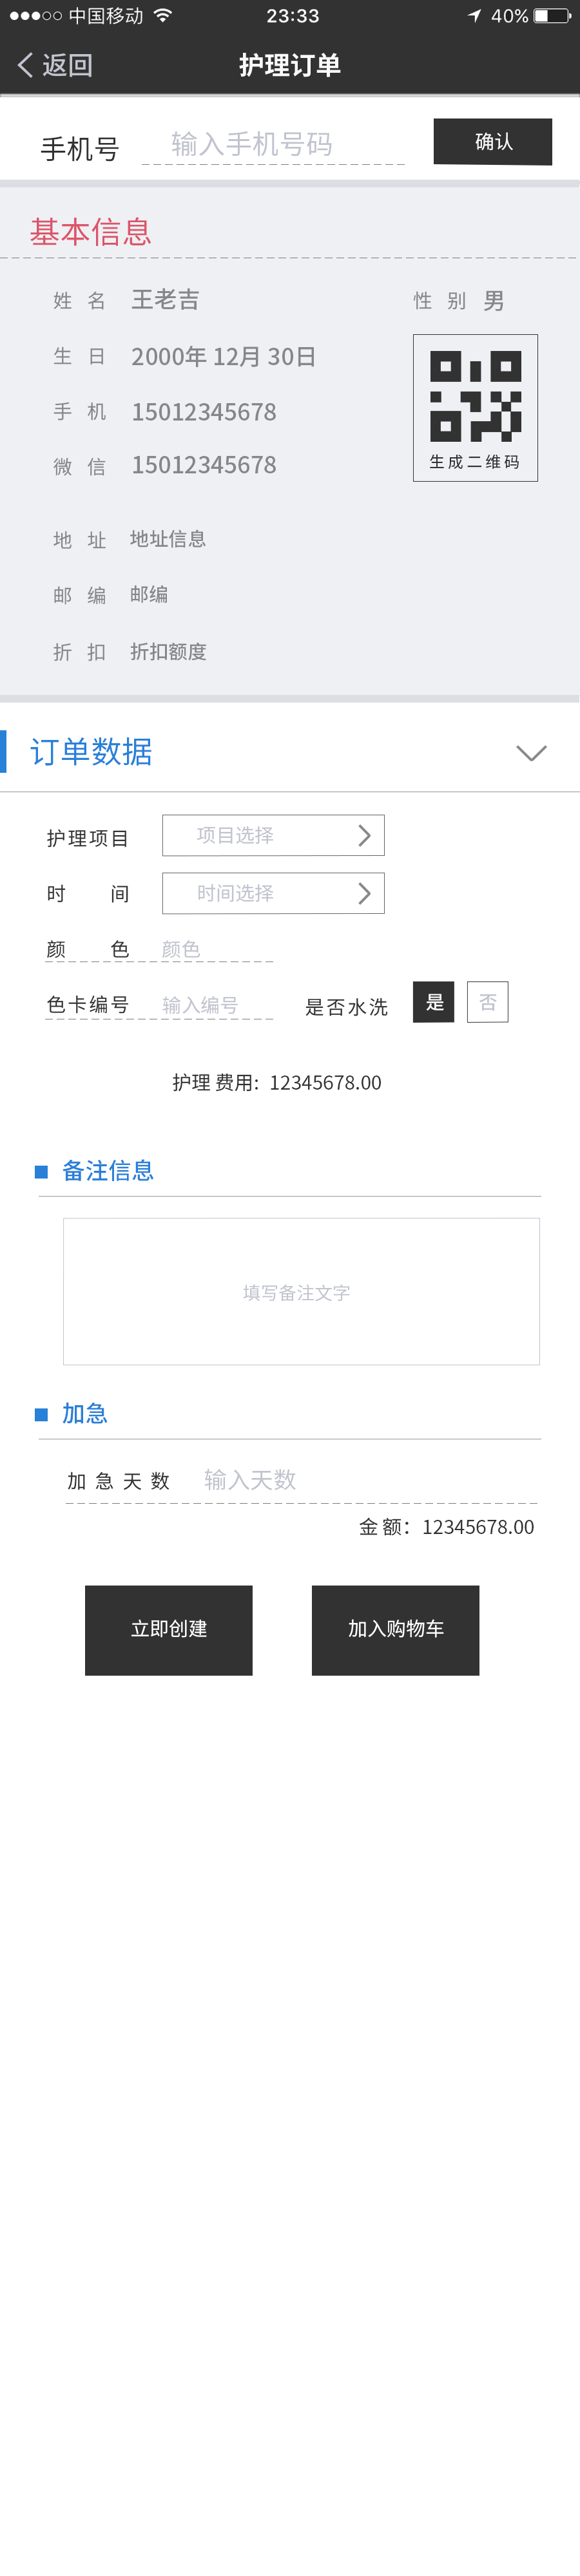 中国移动 23:33 40%
返回 护理订单
手机号 输入手机号码 确认
基本信息
姓 名 王老吉 性 别 男
生 日 2000年 12月 30日
手 机 15012345678
微 信 15012345678
生成二维码
地 址 地址信息
邮 编 邮编
折 扣 折扣额度
订单数据
护理项目 项目选择
时 间 时间选择
颜 色 颜色
色卡编号 输入编号 是否水洗 是 否
护理 费用: 12345678.00
备注信息
填写备注文字
加急
加 急 天 数 输入天数
金 额： 12345678.00
立即创建 加入购物车